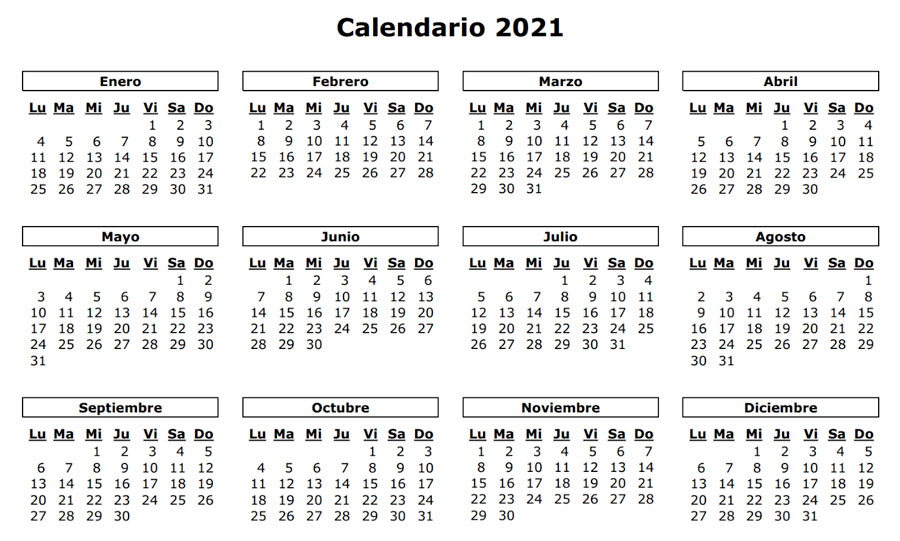 Calendario 2021
Enero
Lu Ma Mi Ju Vi Sa Do
1 2 3
4 5 6 7 8 9 10
11 12 13 14 15 16 17
18 19 20 21 22 23 24
25 26 27 28 29 30 31
Febrero
Lu Ma Mi Ju Vi Sa Do
1 2 3 4 5 6 7
8 9 10 11 12 13 14
15 16 17 18 19 20 21
22 23 24 25 26 27 28
Marzo
Lu Ma Mi Ju Vi Sa Do
1 2 3 4 5 6 7
8 9 10 11 12 13 14
15 16 17 18 19 20 21
22 23 24 25 26 27 28
29 30 31
Abril
Lu Ma Mi Ju Vi Sa Do
1 2 3 4
5 6 7 8 9 10 11
12 13 14 15 16 17 18
19 20 21 22 23 24 25
26 27 28 29 30
Mayo
Lu Ma Mi Ju Vi Sa Do
1 2
3 4 5 6 7 8 9
10 11 12 13 14 15 16
17 18 19 20 21 22 23
24 25 26 27 28 29 30
31
Junio
Lu Ma Mi Ju Vi Sa Do
1 2 3 4 5 6
7 8 9 10 11 12 13
14 15 16 17 18 19 20
21 22 23 24 25 26 27
28 29 30
Julio
Lu Ma Mi Ju Vi Sa Do
1 2 3 4
5 6 7 8 9 10 11
12 13 14 15 16 17 18
19 20 21 22 23 24 25
26 27 28 29 30 31
Agosto
Lu Ma Mi Ju Vi Sa Do
1
2 3 4 5 6 7 8
9 10 11 12 13 14 15
16 17 18 19 20 21 22
23 24 25 26 27 28 29
30 31
Septiembre
Lu Ma Mi Ju Vi Sa Do
1 2 3 4 5
6 7 8 9 10 11 12
13 14 15 16 17 18 19
20 21 22 23 24 25 26
27 28 29 30
Octubre
Lu Ma Mi Ju Vi Sa Do
1 2 3
4 5 6 7 8 9 10
11 12 13 14 15 16 17
18 19 20 21 22 23 24
25 26 27 28 29 30 31
Noviembre
Lu Ma Mi Ju Vi Sa Do
1 2 3 4 5 6 7
8 9 10 11 12 13 14
15 16 17 18 19 20 21
22 23 24 25 26 27 28
29 30
Diciembre
Lu Ma Mi Ju Vi Sa Do
1 2 3 4 5
6 7 8 9 10 11 12
13 14 15 16 17 18 19
20 21 22 23 24 25 26
27 28 29 30 31